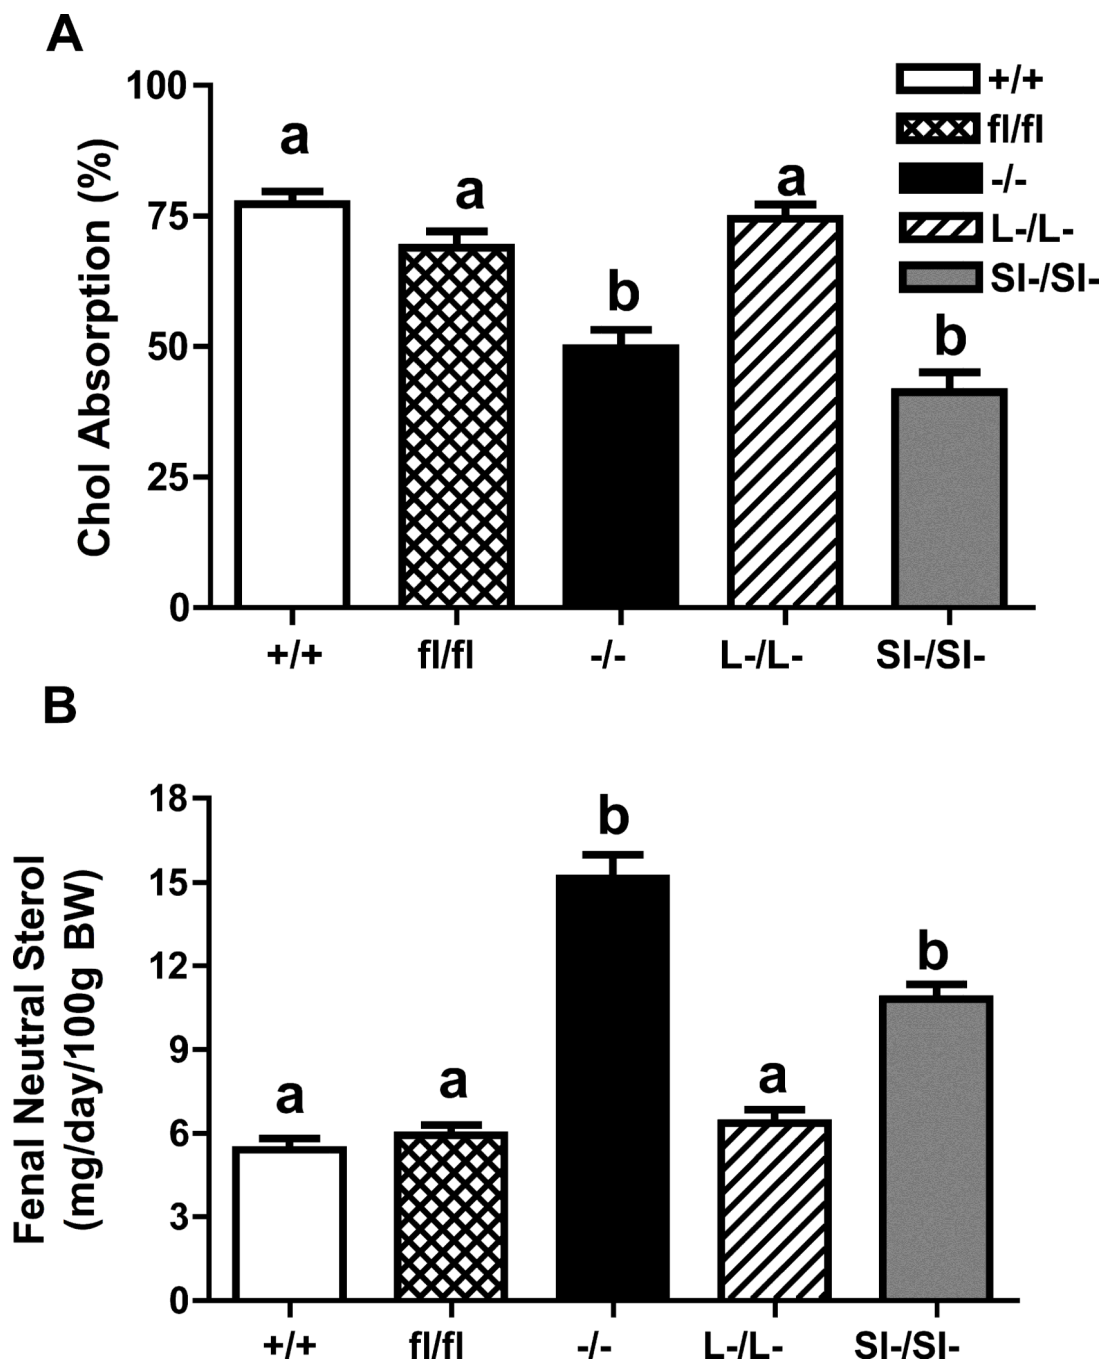 A
100
75
50
25
0
Chol Absorption (%)
a
a
b
a
b
+/+
fl/fl
-/-
L-/L-
SI-/SI-
+/+
fl/fl
-/-
L-/L-
SI-/SI-
B
18
15
12
9
6
3
0
Fenal Neutral Sterol
(mg/day/100g BW)
a
a
b
a
b
+/+
fl/fl
-/-
L-/L-
SI-/SI-